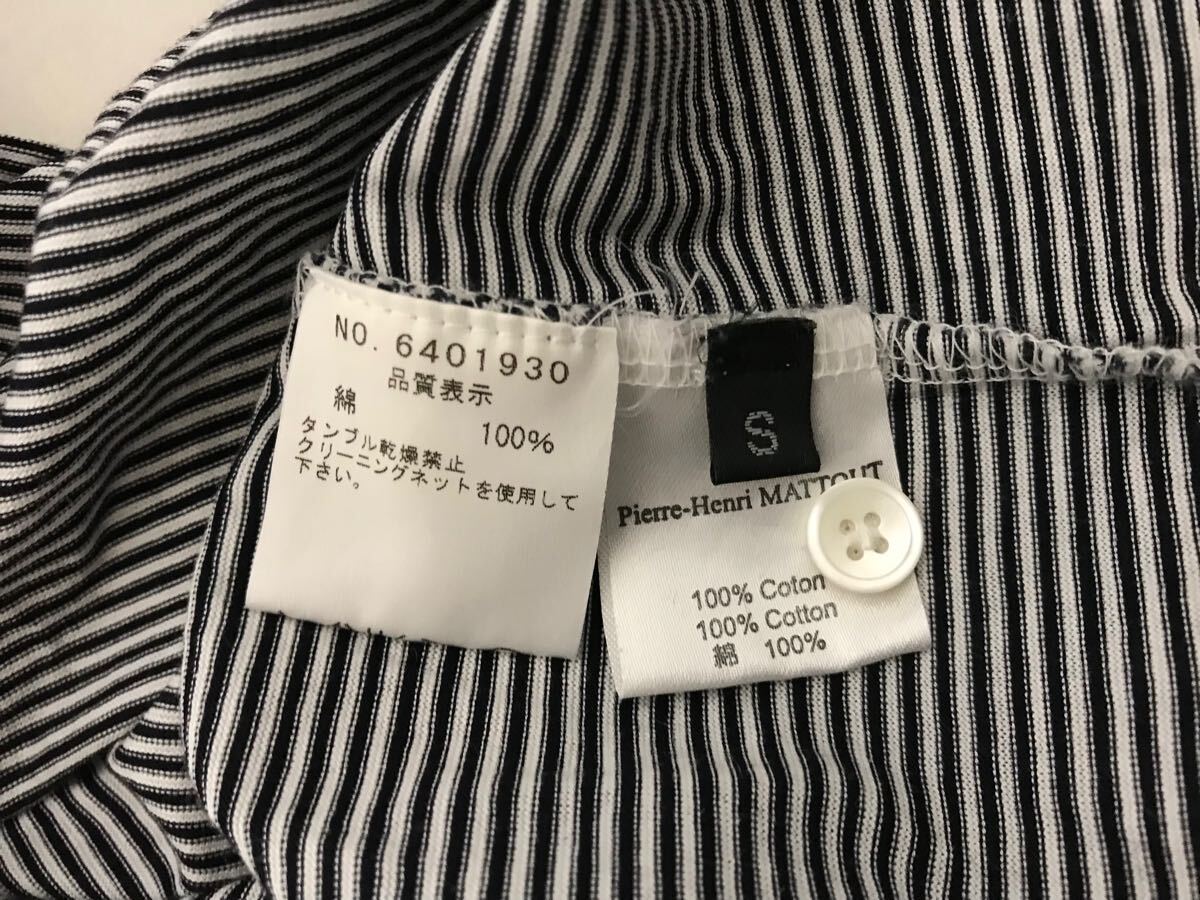 NO. 6401930
品質表示
綿 100%
タンブル乾燥禁止
クリーニングネットを使用して
下さい。
S
Pierre-Henri MATTOUT
100% Coton
100% Cotton
綿 100%